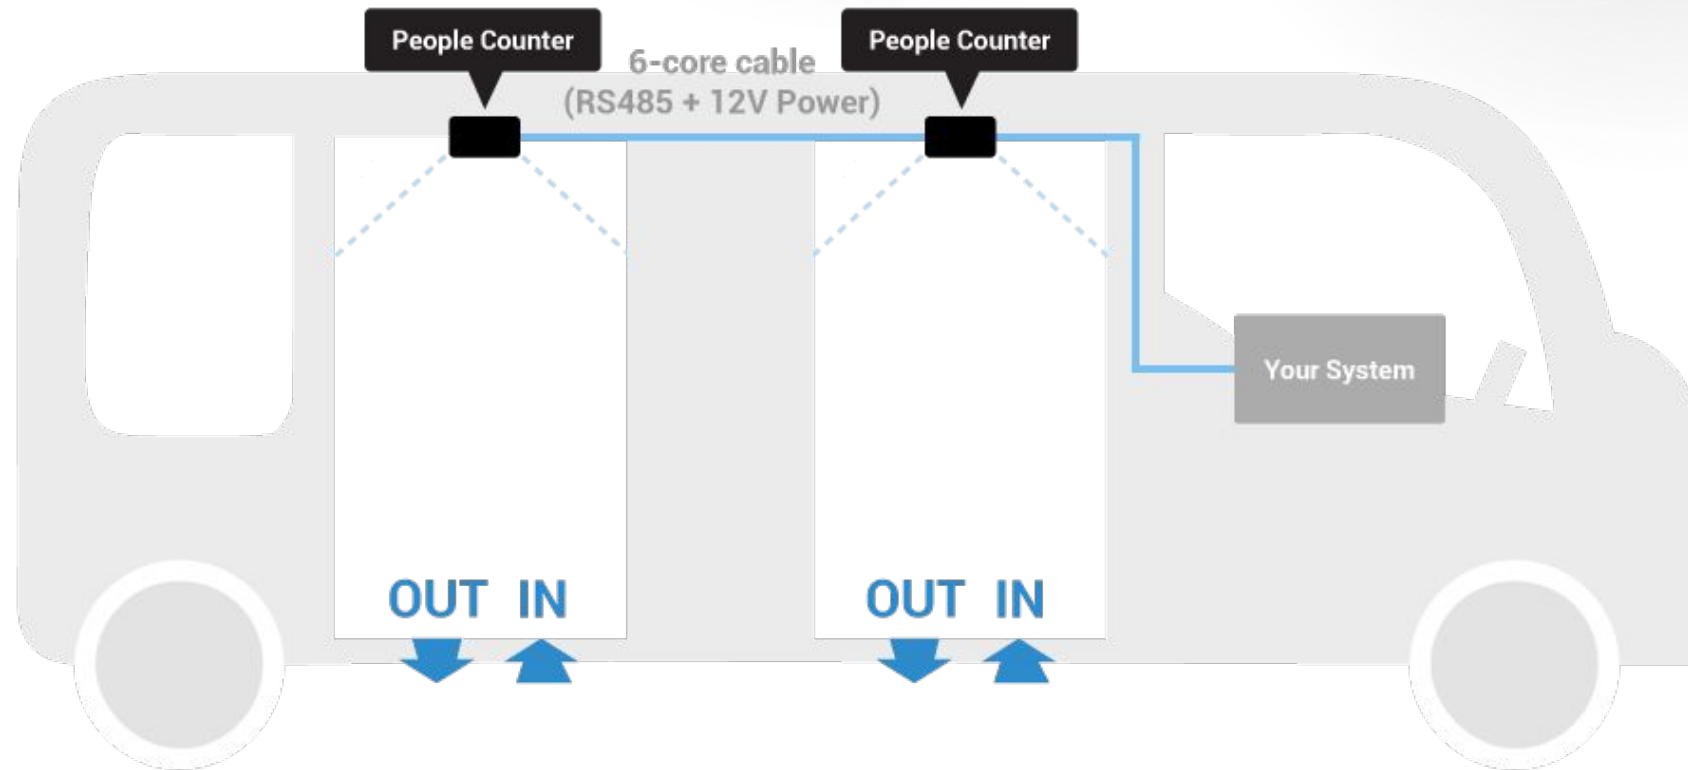 People Counter
People Counter
6-core cable
(RS485 + 12V Power)
Your System
OUT IN
OUT IN